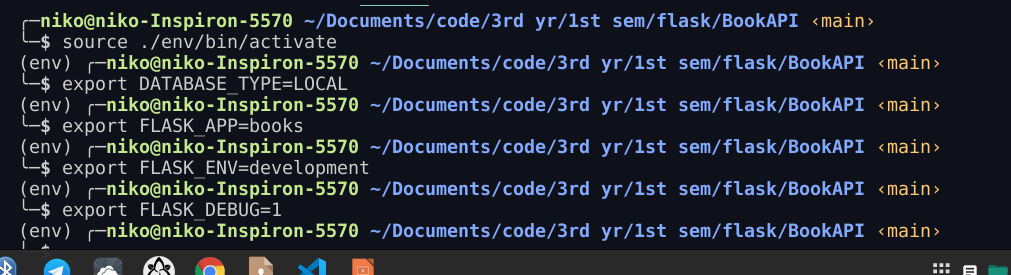 ╭─niko@niko-Inspiron-5570 ~/Documents/code/3rd yr/1st sem/flask/BookAPI ‹main›
╰─$ source ./env/bin/activate
(env) ╭─niko@niko-Inspiron-5570 ~/Documents/code/3rd yr/1st sem/flask/BookAPI ‹main›
╰─$ export DATABASE_TYPE=LOCAL
(env) ╭─niko@niko-Inspiron-5570 ~/Documents/code/3rd yr/1st sem/flask/BookAPI ‹main›
╰─$ export FLASK_APP=books
(env) ╭─niko@niko-Inspiron-5570 ~/Documents/code/3rd yr/1st sem/flask/BookAPI ‹main›
╰─$ export FLASK_ENV=development
(env) ╭─niko@niko-Inspiron-5570 ~/Documents/code/3rd yr/1st sem/flask/BookAPI ‹main›
╰─$ export FLASK_DEBUG=1
(env) ╭─niko@niko-Inspiron-5570 ~/Documents/code/3rd yr/1st sem/flask/BookAPI ‹main›
╰─$